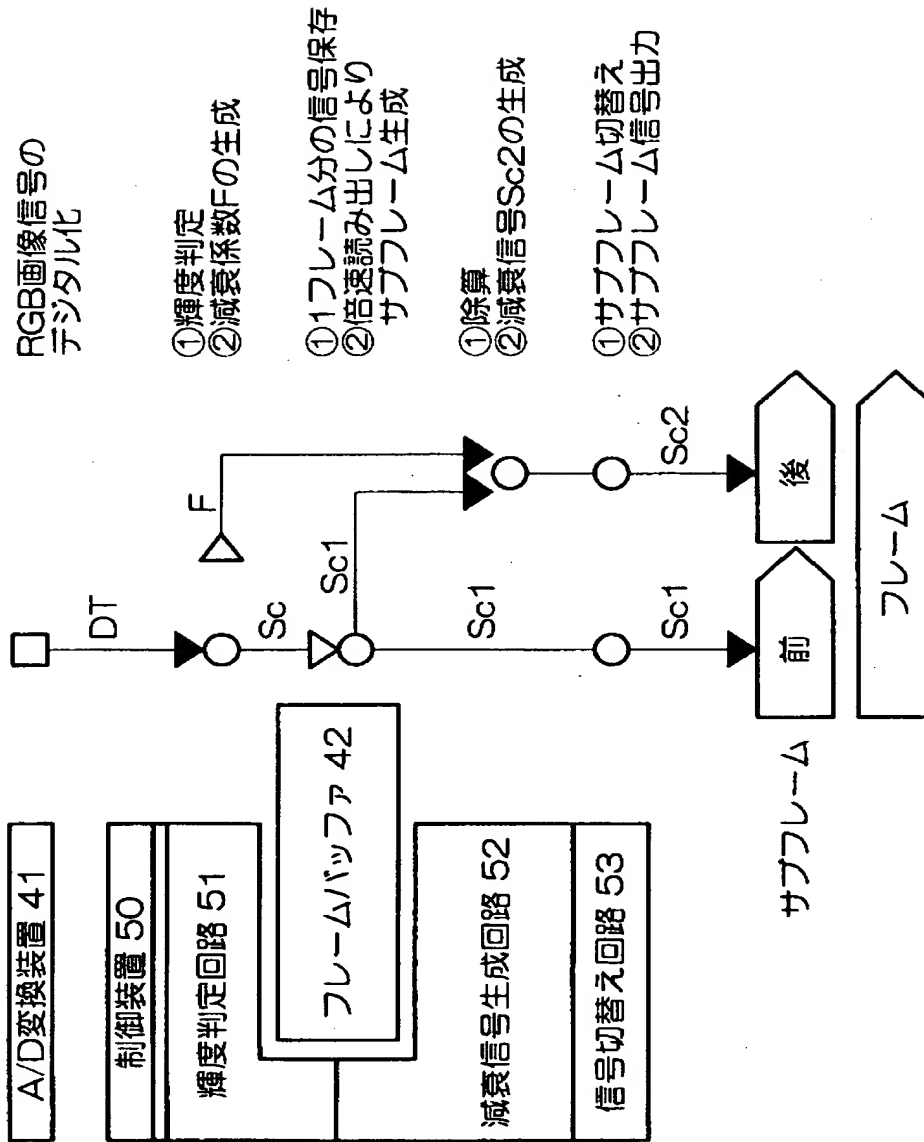 A/D変換装置 41
制御装置 50
輝度判定回路 51
フレームバッファ 42
減衰信号生成回路 52
信号切替え回路 53
DT
F
Sc
Sc1
Sc1
Sc1
Sc2
サブフレーム
前
後
フレーム
RGB画像信号の
デジタル化
①輝度判定
②減衰係数Fの生成
①1フレーム分の信号保存
②倍速読み出しにより
サブフレーム生成
①除算
②減衰信号Sc2の生成
①サブフレーム切替え
②サブフレーム信号出力